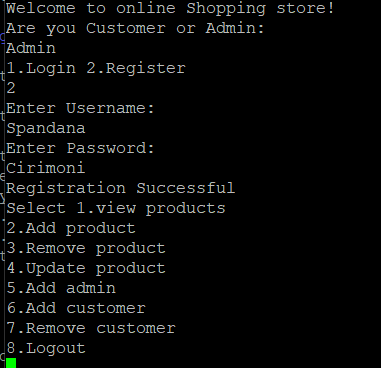 Welcome to online Shopping store!
Are you Customer or Admin:
Admin
1.Login 2.Register
2
Enter Username:
Spandana
Enter Password:
Cirimoni
Registration Successful
Select 1.view products
2.Add product
3.Remove product
4.Update product
5.Add admin
6.Add customer
7.Remove customer
8.Logout